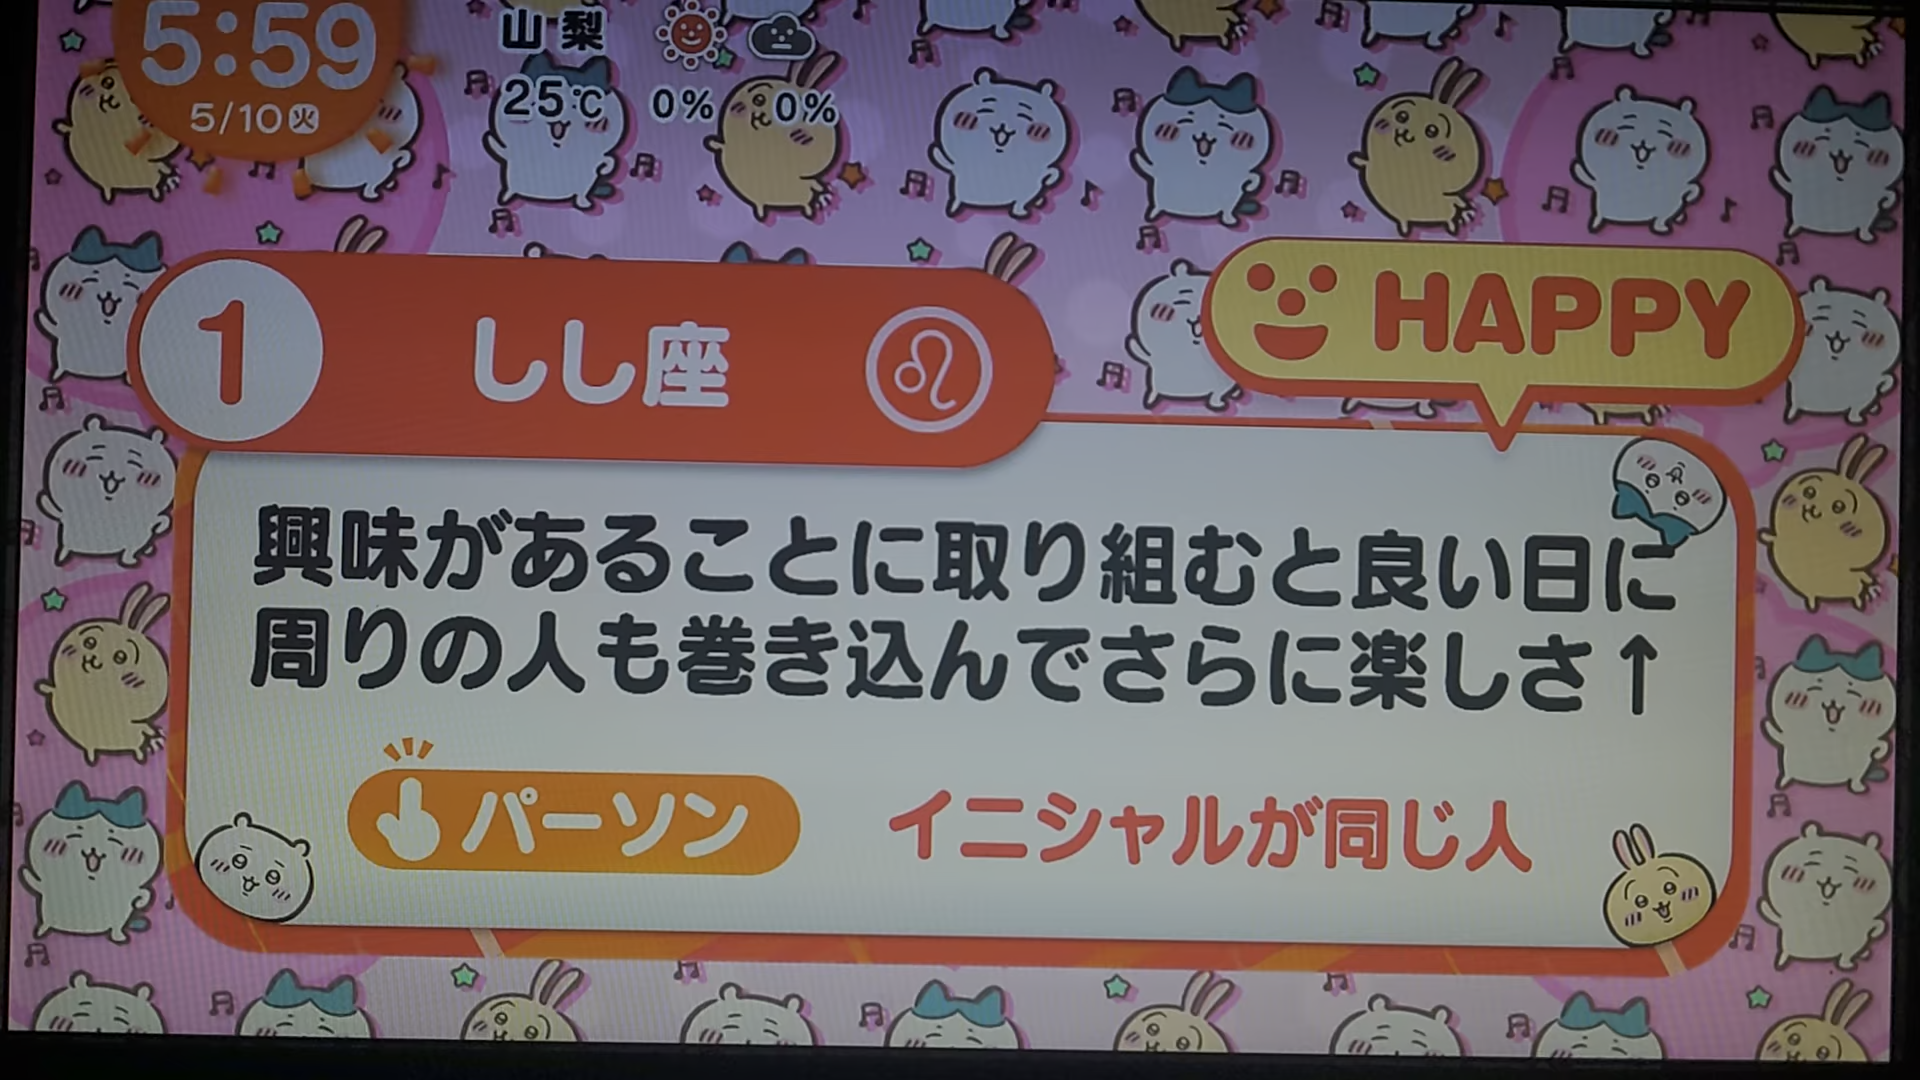 5:59
5/10火
山梨
25℃ 0% 0%
1 しし座
HAPPY
興味があることに取り組むと良い日に
周りの人も巻き込んでさらに楽しさ↑
パーソン イニシャルが同じ人